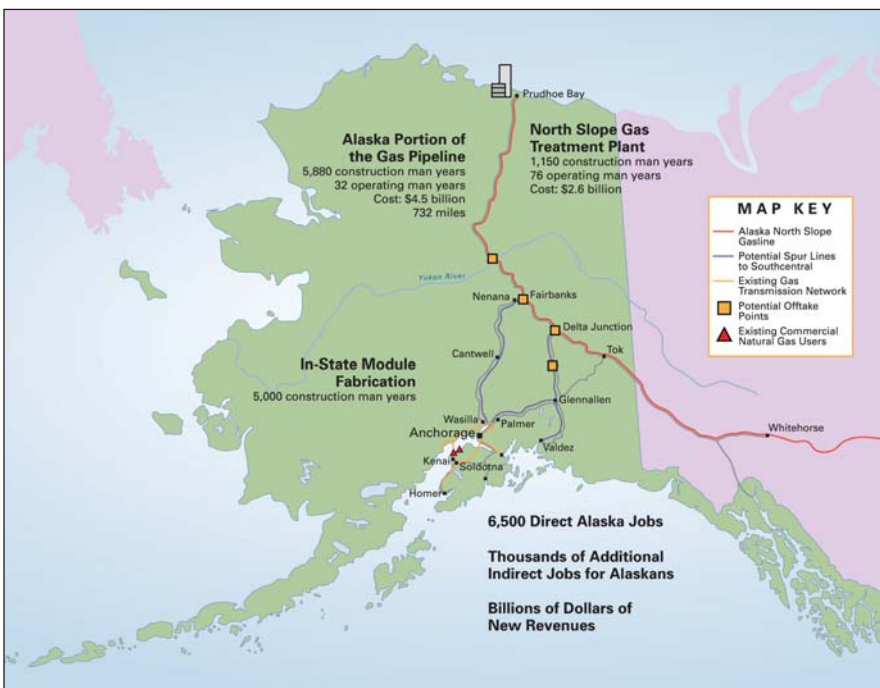 Prudhoe Bay
Alaska Portion of
the Gas Pipeline
5,880 construction man years
32 operating man years
Cost: $4.5 billion
732 miles
North Slope Gas
Treatment Plant
1,150 construction man years
76 operating man years
Cost: $2.6 billion
MAP KEY
Alaska North Slope
Gasline
Potential Spur Lines
to Southcentral
Existing Gas
Transmission Network
Potential Offtake
Points
Existing Commercial
Natural Gas Users
Yukon River
Nenana
Fairbanks
Delta Junction
Cantwell
Tok
In-State Module
Fabrication
5,000 construction man years
Glennallen
Wasilla
Palmer
Anchorage
Whitehorse
Valdez
Kenai
Soldotna
Homer
6,500 Direct Alaska Jobs
Thousands of Additional
Indirect Jobs for Alaskans
Billions of Dollars of
New Revenues